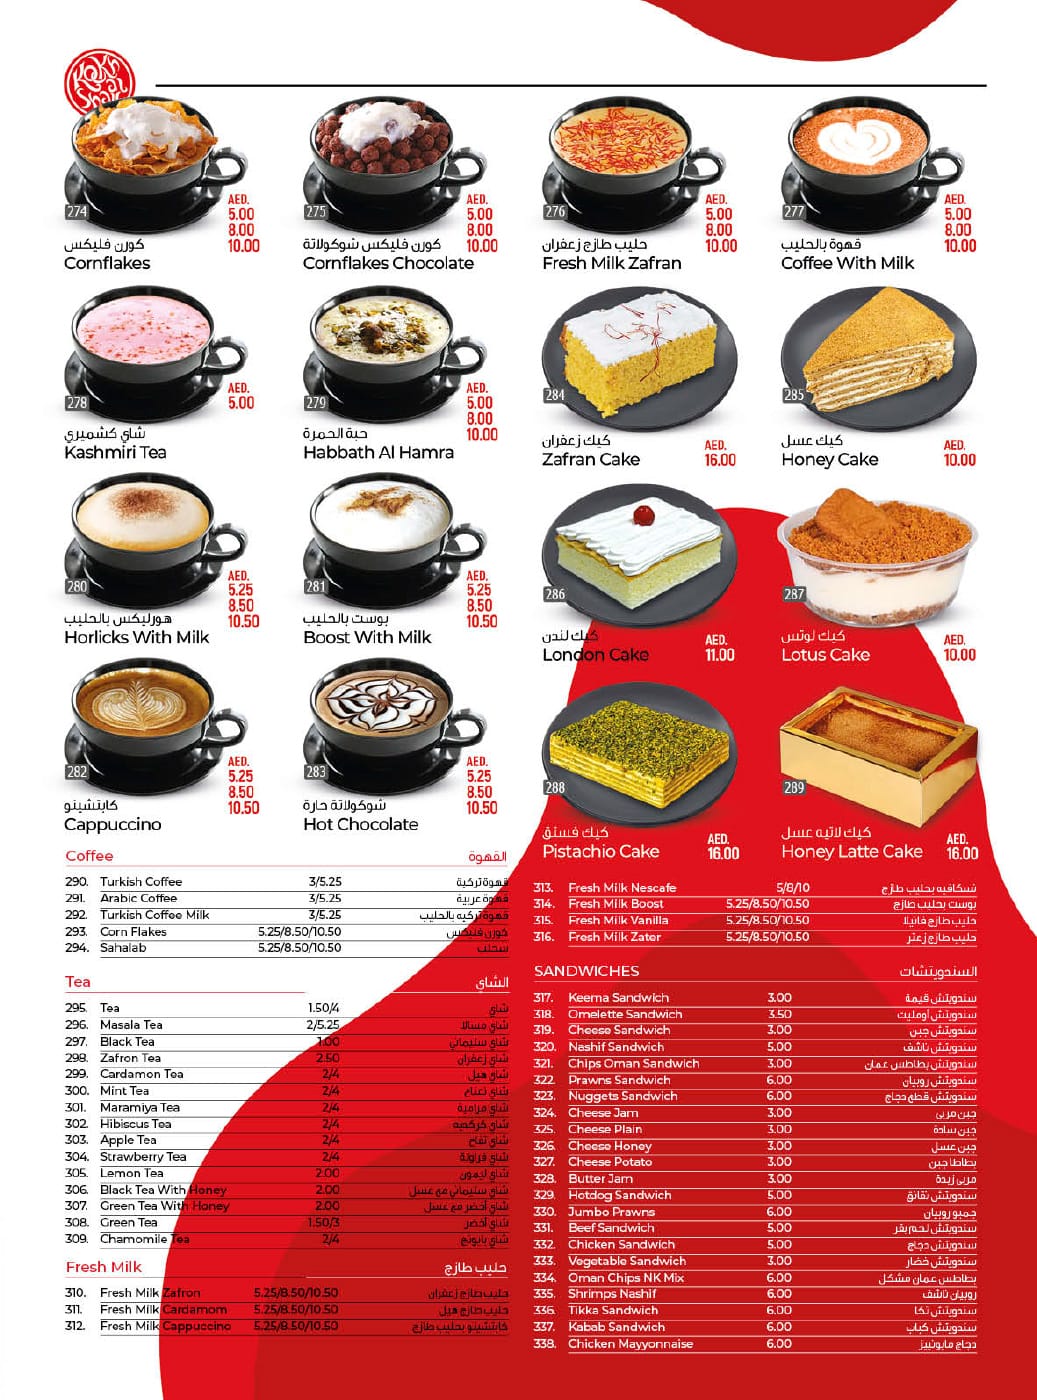 KaKn Shaih
274
AED.
5.00
8.00
10.00
كورن فليكس
Cornflakes
275
AED.
5.00
8.00
10.00
كورن فليكس شوكولاتة
Cornflakes Chocolate
276
AED.
5.00
8.00
10.00
حليب طازج زعفران
Fresh Milk Zafran
277
AED.
5.00
8.00
10.00
قهوة بالحليب
Coffee With Milk
278
AED.
5.00
شاي كشميري
Kashmiri Tea
279
AED.
5.00
8.00
10.00
حبة الحمرة
Habbath Al Hamra
284
كيك زعفران
Zafran Cake
AED.
16.00
285
كيك عسل
Honey Cake
AED.
10.00
280
AED.
5.25
8.50
10.50
هورليكس بالحليب
Horlicks With Milk
281
AED.
5.25
8.50
10.50
بوست بالحليب
Boost With Milk
286
كيك لندن
London Cake
AED.
11.00
287
كيك لوتس
Lotus Cake
AED.
10.00
282
AED.
5.25
8.50
10.50
كابتشينو
Cappuccino
283
AED.
5.25
8.50
10.50
شوكولاتة حارة
Hot Chocolate
288
كيك فستق
Pistachio Cake
AED.
16.00
289
كيك لاتيه عسل
Honey Latte Cake
AED.
16.00
Coffee القهوة
290. Turkish Coffee 3/5.25 قهوة تركية
291. Arabic Coffee 3/5.25 قهوة عربية
292. Turkish Coffee Milk 3/5.25 قهوة تركيه بالحليب
293. Corn Flakes 5.25/8.50/10.50 كورن فليكس
294. Sahalab 5.25/8.50/10.50 سحلب
Tea الشاي
295. Tea 1.50/4 شاي
296. Masala Tea 2/5.25 شاي مسالا
297. Black Tea 1.00 شاي سليماني
298. Zafron Tea 2.50 شاي زعفران
299. Cardamon Tea 2/4 شاي هيل
300. Mint Tea 2/4 شاي نعناع
301. Maramiya Tea 2/4 شاي مرامية
302. Hibiscus Tea 2/4 شاي كركديه
303. Apple Tea 2/4 شاي تفاح
304. Strawberry Tea 2/4 شاي فراولة
305. Lemon Tea 2.00 شاي ليمون
306. Black Tea With Honey 2.00 شاي سليماني مع عسل
307. Green Tea With Honey 2.00 شاي أخضر مع عسل
308. Green Tea 1.50/3 شاي أخضر
309. Chamomile Tea 2/4 شاي بابونج
Fresh Milk حليب طازج
310. Fresh Milk Zafron 5.25/8.50/10.50 حليب طازج زعفران
311. Fresh Milk Cardamom 5.25/8.50/10.50 حليب طازج هيل
312. Fresh Milk Cappuccino 5.25/8.50/10.50 كابتشينو بحليب طازج
313. Fresh Milk Nescafe 5/8/10 نسكافيه بحليب طازج
314. Fresh Milk Boost 5.25/8.50/10.50 بوست بحليب طازج
315. Fresh Milk Vanilla 5.25/8.50/10.50 حليب طازج فانيلا
316. Fresh Milk Zater 5.25/8.50/10.50 حليب طازج زعتر
SANDWICHES السندويتشات
317. Keema Sandwich 3.00 سندويتش قيمة
318. Omelette Sandwich 3.50 سندويتش أومليت
319. Cheese Sandwich 3.00 سندويتش جبن
320. Nashif Sandwich 5.00 سندويتش ناشف
321. Chips Oman Sandwich 3.00 سندويتش بطاطس عمان
322. Prawns Sandwich 6.00 سندويتش روبيان
323. Nuggets Sandwich 6.00 سندويتش قطع دجاج
324. Cheese Jam 3.00 جبن مربى
325. Cheese Plain 3.00 جبن سادة
326. Cheese Honey 3.00 جبن عسل
327. Cheese Potato 3.00 بطاطا جبن
328. Butter Jam 3.00 مربى زبدة
329. Hotdog Sandwich 5.00 سندويتش نقانق
330. Jumbo Prawns 6.00 جمبو روبيان
331. Beef Sandwich 5.00 سندويتش لحم بقر
332. Chicken Sandwich 5.00 سندويتش دجاج
333. Vegetable Sandwich 3.00 سندويتش خضار
334. Oman Chips NK Mix 6.00 بطاطس عمان مشكل
335. Shrimps Nashif 6.00 روبيان ناشف
336. Tikka Sandwich 6.00 سندويتش تكا
337. Kabab Sandwich 6.00 سندويتش كباب
338. Chicken Mayyonnaise 6.00 دجاج مايونييز